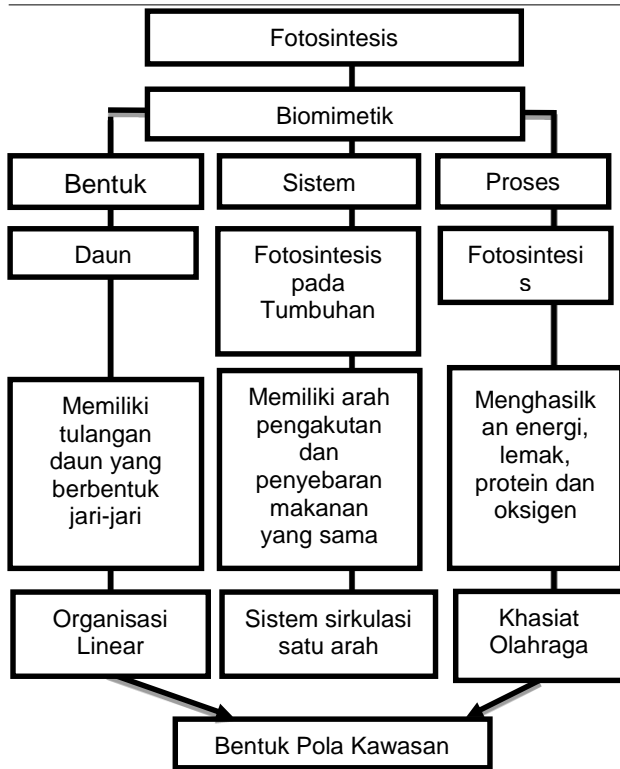 Fotosintesis
Biomimetik
Bentuk
Sistem
Proses
Daun
Fotosintesis
pada
Tumbuhan
Fotosintesi
s
Memiliki
tulangan
daun yang
berbentuk
jari-jari
Memiliki arah
pengakutan
dan
penyebaran
makanan
yang sama
Menghasilk
an energi,
lemak,
protein dan
oksigen
Organisasi
Linear
Sistem sirkulasi
satu arah
Khasiat
Olahraga
Bentuk Pola Kawasan